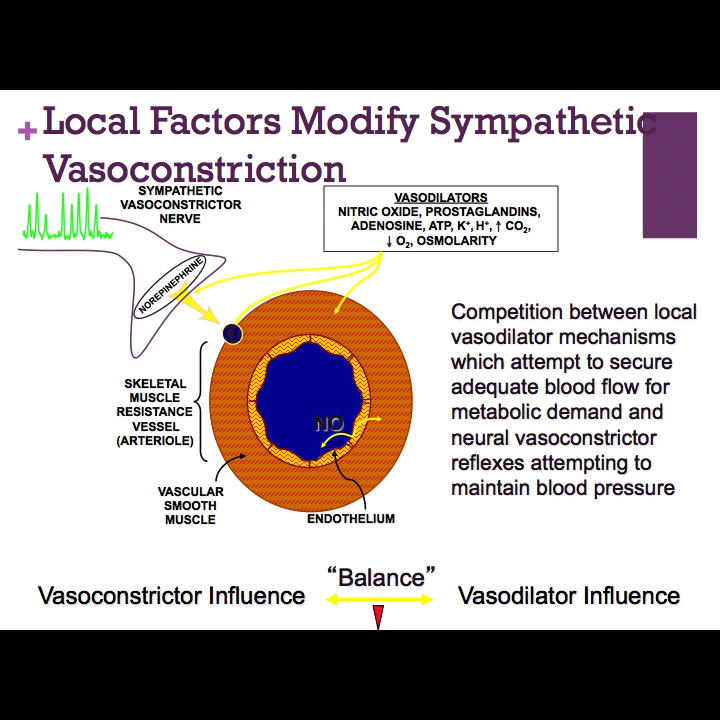 + Local Factors Modify Sympathetic
Vasoconstriction
SYMPATHETIC
VASOCONSTRICTOR
NERVE
VASODILATORS
NITRIC OXIDE, PROSTAGLANDINS,
ADENOSINE, ATP, K⁺, H⁺, ↑ CO₂,
↓ O₂, OSMOLARITY
NOREPINEPHRINE
Competition between local
vasodilator mechanisms
which attempt to secure
adequate blood flow for
metabolic demand and
neural vasoconstrictor
reflexes attempting to
maintain blood pressure
SKELETAL
MUSCLE
RESISTANCE
VESSEL
(ARTERIOLE)
NO
VASCULAR
SMOOTH
MUSCLE
ENDOTHELIUM
“Balance”
Vasoconstrictor Influence
Vasodilator Influence